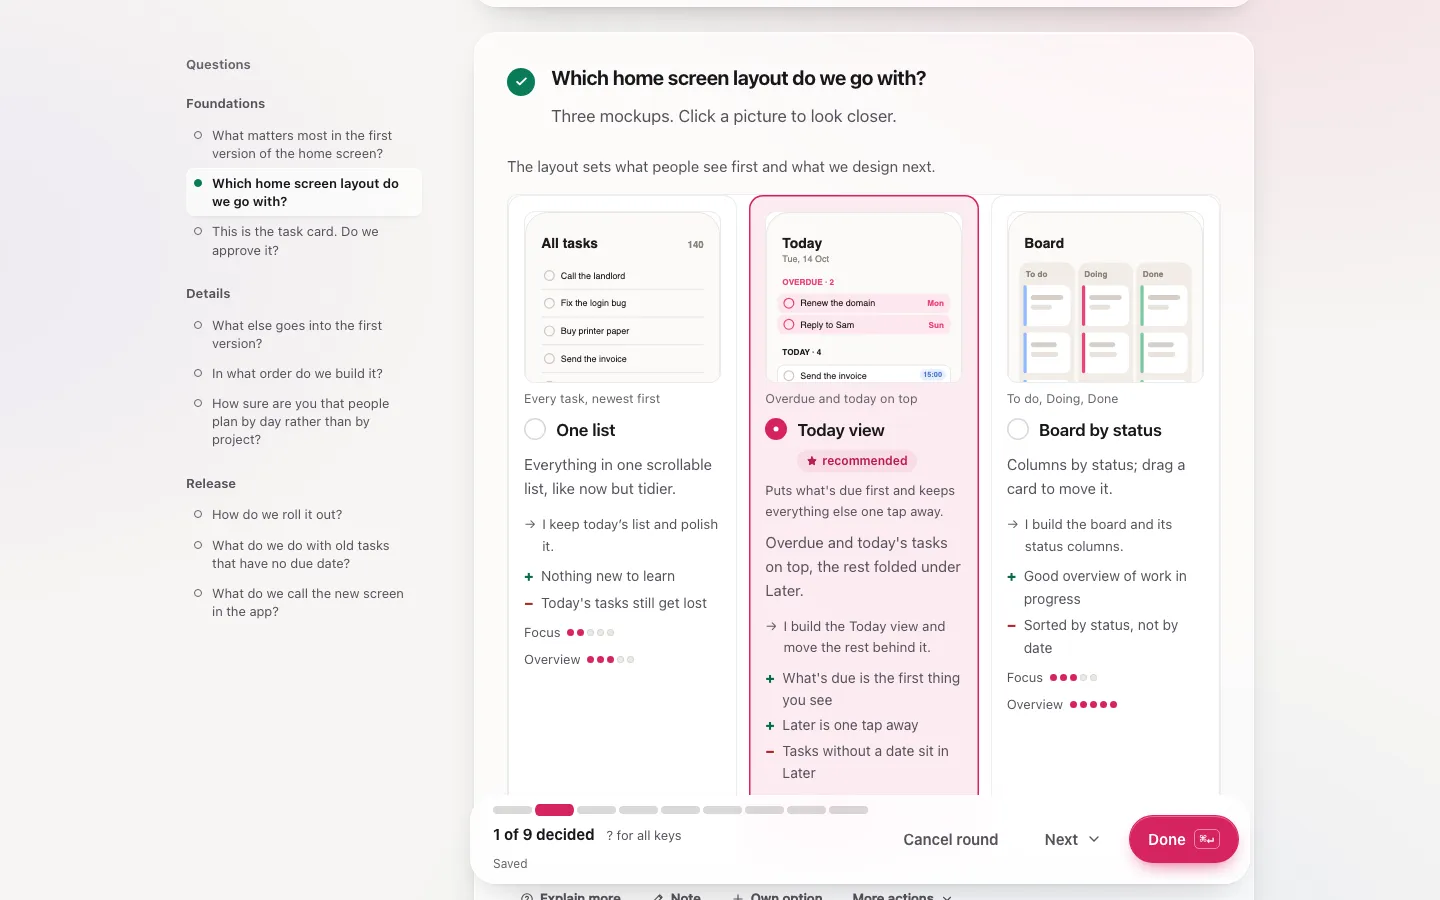 Questions
Foundations
What matters most in the first
version of the home screen?
Which home screen layout do
we go with?
This is the task card. Do we
approve it?
Details
What else goes into the first
version?
In what order do we build it?
How sure are you that people
plan by day rather than by
project?
Release
How do we roll it out?
What do we do with old tasks
that have no due date?
What do we call the new screen
in the app?
Which home screen layout do we go with?
Three mockups. Click a picture to look closer.
The layout sets what people see first and what we design next.
All tasks 140
Call the landlord
Fix the login bug
Buy printer paper
Send the invoice
Every task, newest first
One list
Everything in one scrollable
list, like now but tidier.
→ I keep today’s list and polish
it.
+ Nothing new to learn
− Today's tasks still get lost
Focus
Overview
Today
Tue, 14 Oct
OVERDUE · 2
Renew the domain Mon
Reply to Sam Sun
TODAY · 4
Send the invoice 15:00
Overdue and today on top
Today view
★ recommended
Puts what's due first and keeps
everything else one tap away.
Overdue and today's tasks
on top, the rest folded under
Later.
→ I build the Today view and
move the rest behind it.
+ What's due is the first thing
you see
+ Later is one tap away
− Tasks without a date sit in
Later
Board
To do Doing Done
To do, Doing, Done
Board by status
Columns by status; drag a
card to move it.
→ I build the board and its
status columns.
+ Good overview of work in
progress
− Sorted by status, not by
date
Focus
Overview
1 of 9 decided ? for all keys
Saved
Cancel round
Next
Done ⌘↵
Explain more Note + Own option More actions